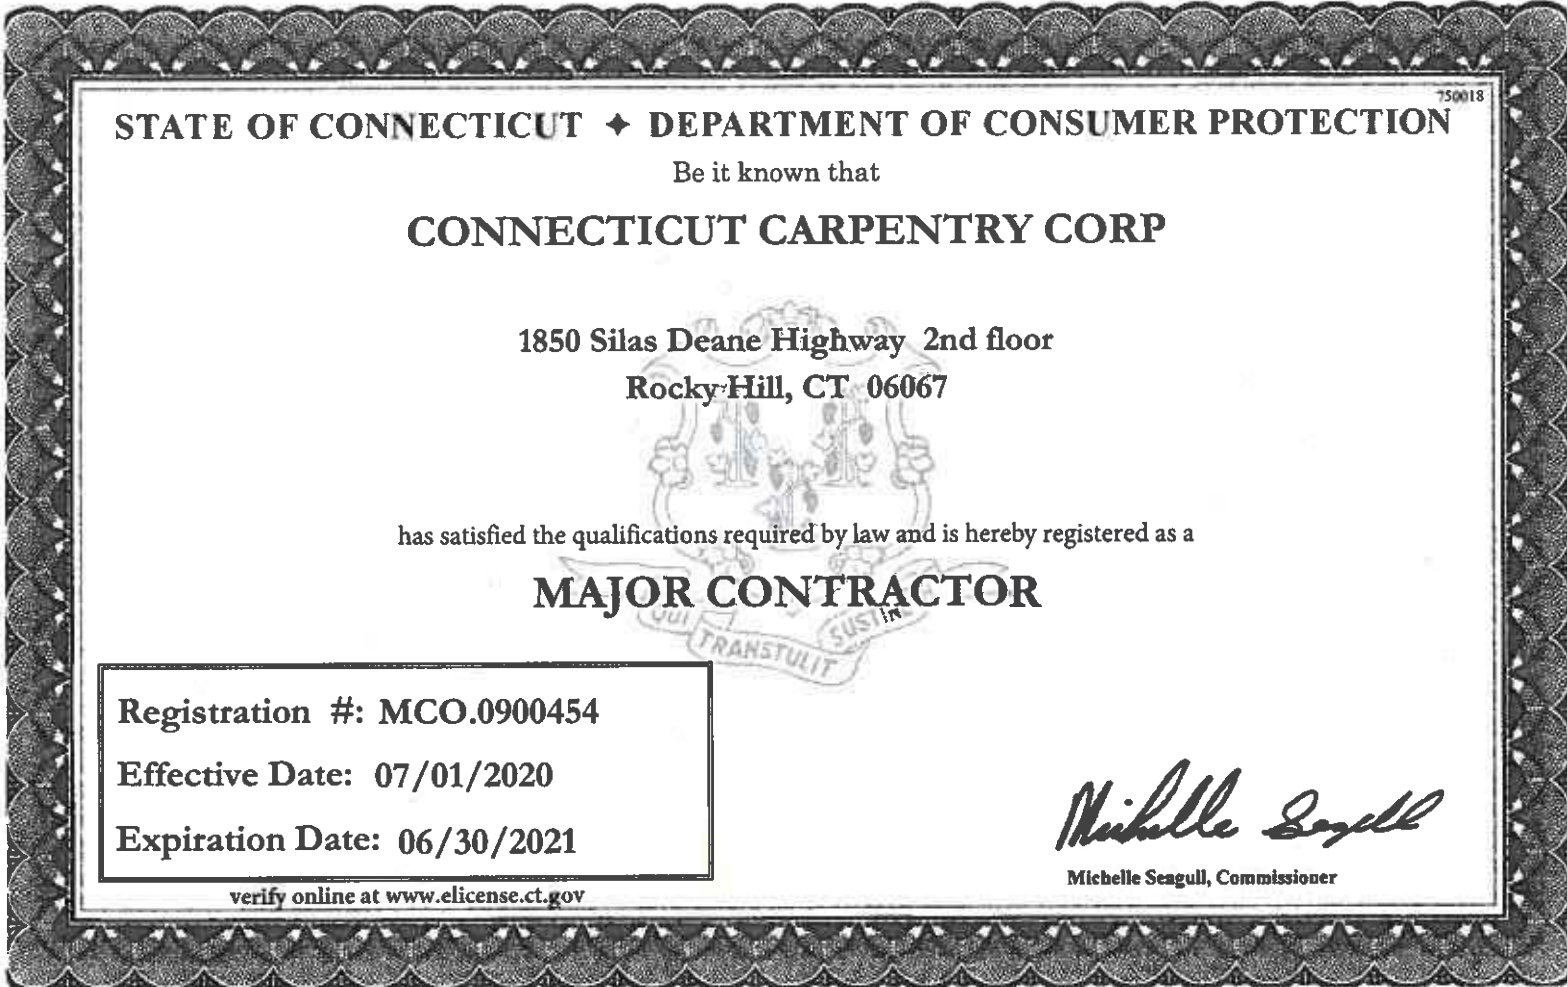 750018
STATE OF CONNECTICUT ✦ DEPARTMENT OF CONSUMER PROTECTION
Be it known that
CONNECTICUT CARPENTRY CORP
1850 Silas Deane Highway 2nd floor
Rocky Hill, CT 06067
has satisfied the qualifications required by law and is hereby registered as a
MAJOR CONTRACTOR
QUI TRANSTULIT
Registration #: MCO.0900454
Effective Date: 07/01/2020
Expiration Date: 06/30/2021
verify online at www.elicense.ct.gov
Michelle Seagull
Michelle Seagull, Commissioner